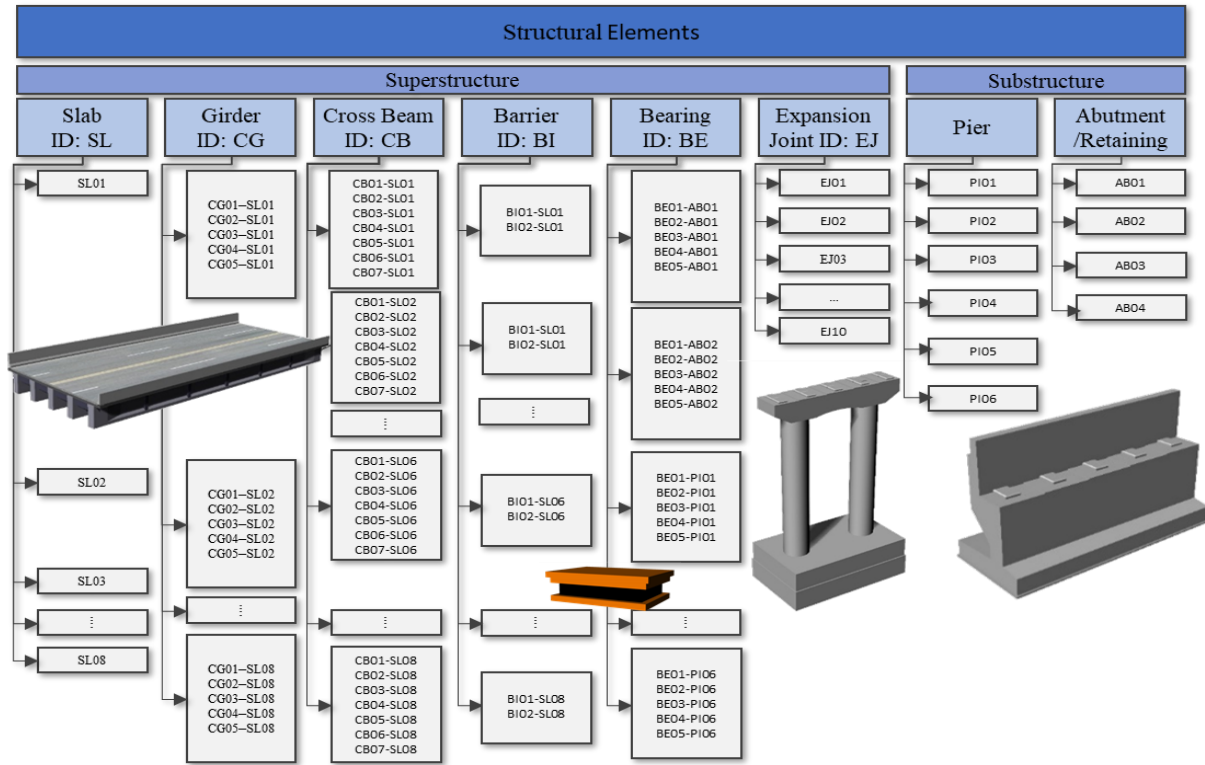 Structural Elements
Superstructure
Substructure
Slab
ID: SL
Girder
ID: CG
Cross Beam
ID: CB
Barrier
ID: BI
Bearing
ID: BE
Expansion
Joint ID: EJ
Pier
Abutment
/Retaining
SL01
SL02
SL03
⋮
SL08
CG01–SL01
CG02–SL01
CG03–SL01
CG04–SL01
CG05–SL01
CG01–SL02
CG02–SL02
CG03–SL02
CG04–SL02
CG05–SL02
⋮
CG01–SL08
CG02–SL08
CG03–SL08
CG04–SL08
CG05–SL08
CB01-SL01
CB02-SL01
CB03-SL01
CB04-SL01
CB05-SL01
CB06-SL01
CB07-SL01
CB01-SL02
CB02-SL02
CB03-SL02
CB04-SL02
CB05-SL02
CB06-SL02
CB07-SL02
⋮
CB01-SL06
CB02-SL06
CB03-SL06
CB04-SL06
CB05-SL06
CB06-SL06
CB07-SL06
⋮
CB01-SL08
CB02-SL08
CB03-SL08
CB04-SL08
CB05-SL08
CB06-SL08
CB07-SL08
BI01-SL01
BI02-SL01
BI01-SL01
BI02-SL01
⋮
BI01-SL06
BI02-SL06
⋮
BI01-SL08
BI02-SL08
BE01-AB01
BE02-AB01
BE03-AB01
BE04-AB01
BE05-AB01
BE01-AB02
BE02-AB02
BE03-AB02
BE04-AB02
BE05-AB02
BE01-PI01
BE02-PI01
BE03-PI01
BE04-PI01
BE05-PI01
⋮
BE01-PI06
BE02-PI06
BE03-PI06
BE04-PI06
BE05-PI06
EJ01
EJ02
EJ03
...
EJ10
PI01
PI02
PI03
PI04
PI05
PI06
AB01
AB02
AB03
AB04